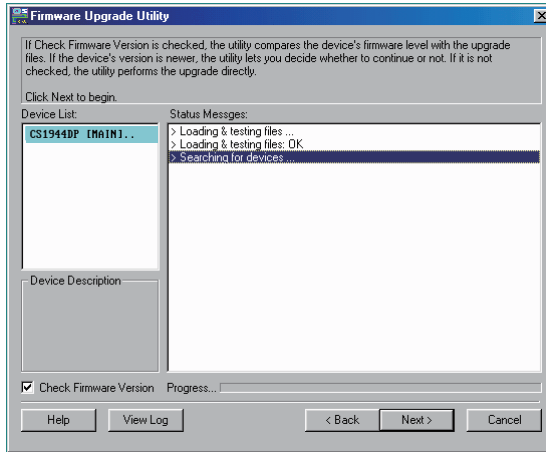 Firmware Upgrade Utility
If Check Firmware Version is checked, the utility compares the device's firmware level with the upgrade
files. If the device's version is newer, the utility lets you decide whether to continue or not. If it is not
checked, the utility performs the upgrade directly.
Click Next to begin.
Device List:
Status Messges:
CS1944DP [MAIN]..
> Loading & testing files ...
> Loading & testing files: OK
> Searching for devices ...
Device Description
Check Firmware Version
Progress...
Help
View Log
< Back
Next >
Cancel